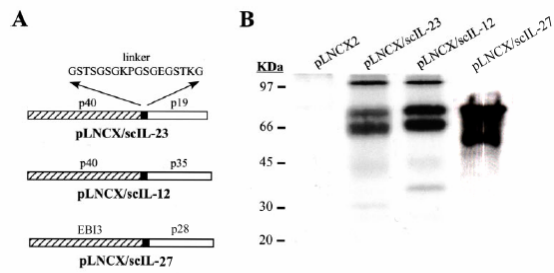 A
linker
GSTSGSGKPGSGEGSTKG
p40 p19
pLNCX/scIL-23
p40 p35
pLNCX/scIL-12
EBI3 p28
pLNCX/scIL-27
B
pLNCX2
pLNCX/scIL-23
pLNCX/scIL-12
pLNCX/scIL-27
KDa
97
66
45
30
20